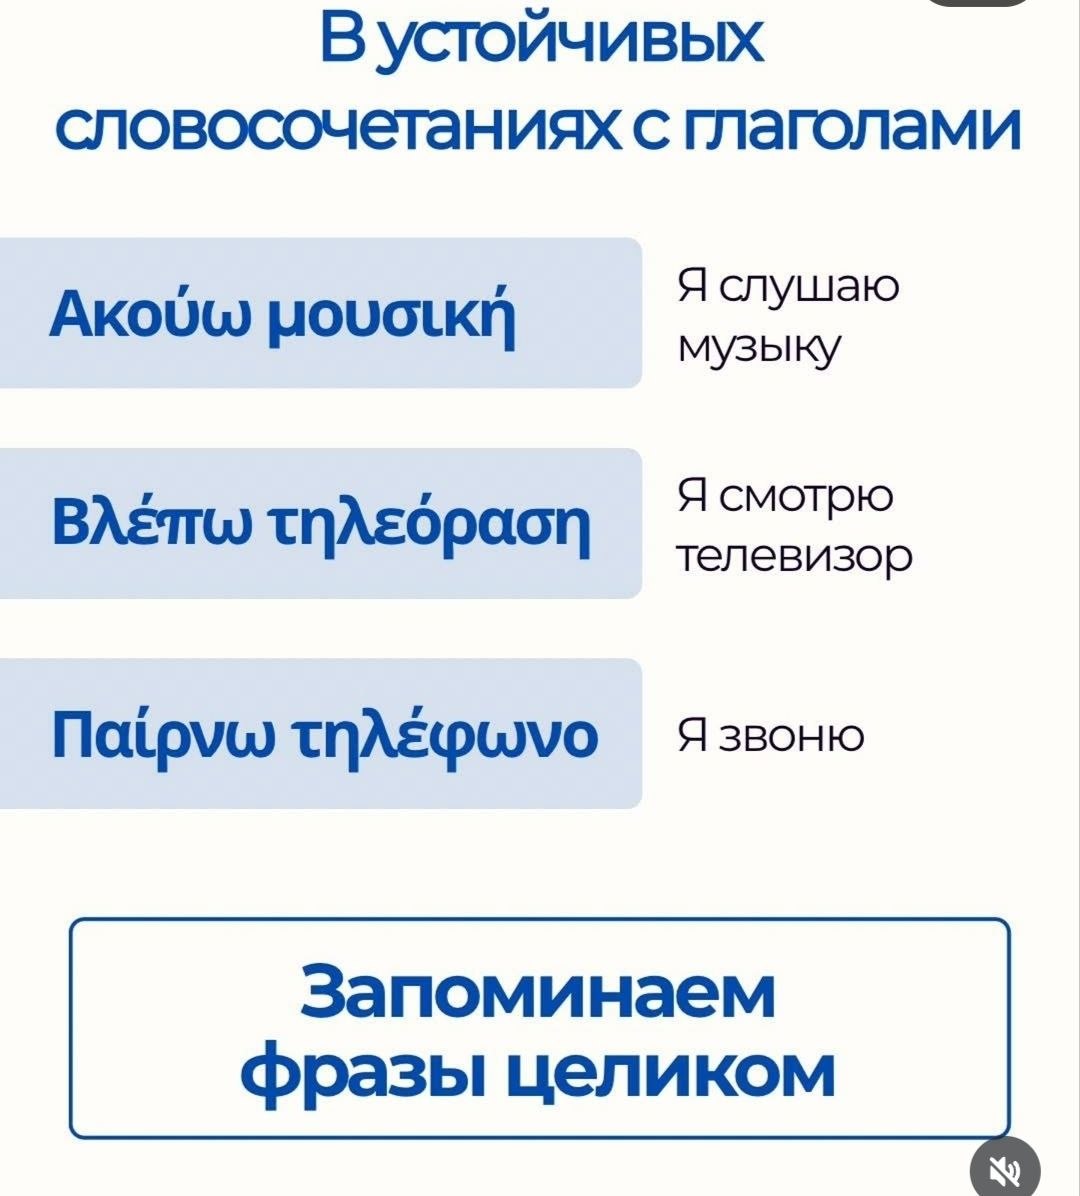 В устойчивых
словосочетаниях с глаголами
Ακούω μουσική
Я слушаю
музыку
Βλέπω τηλεόραση
Я смотрю
телевизор
Παίρνω τηλέφωνο
Я звоню
Запоминаем
фразы целиком